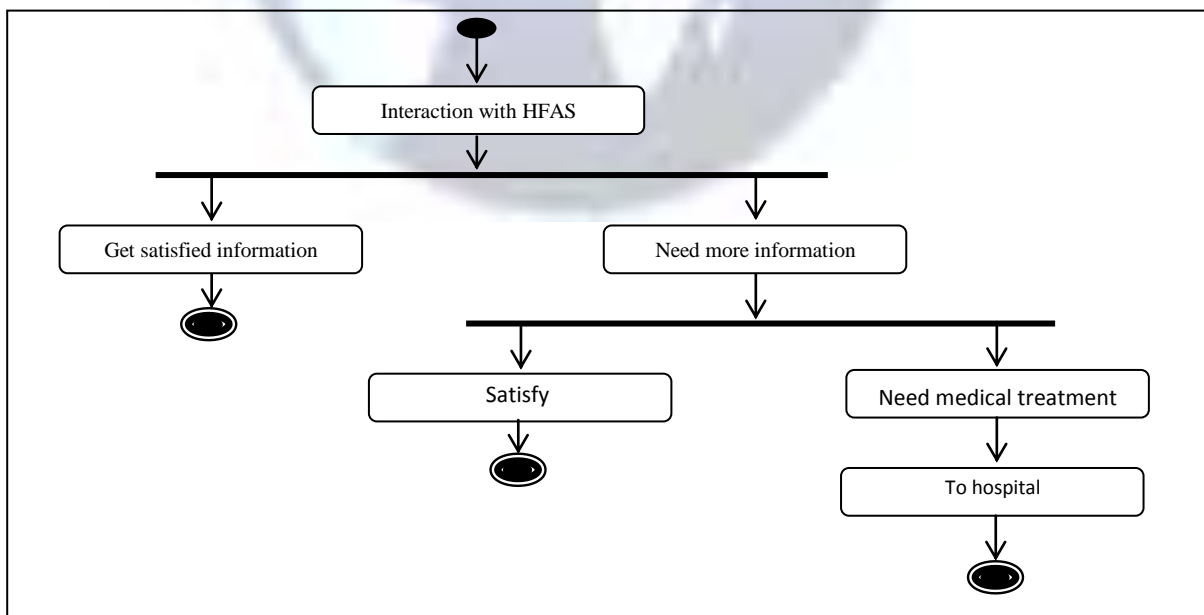 Interaction with HFAS
Get satisfied information
Need more information
Satisfy
Need medical treatment
To hospital